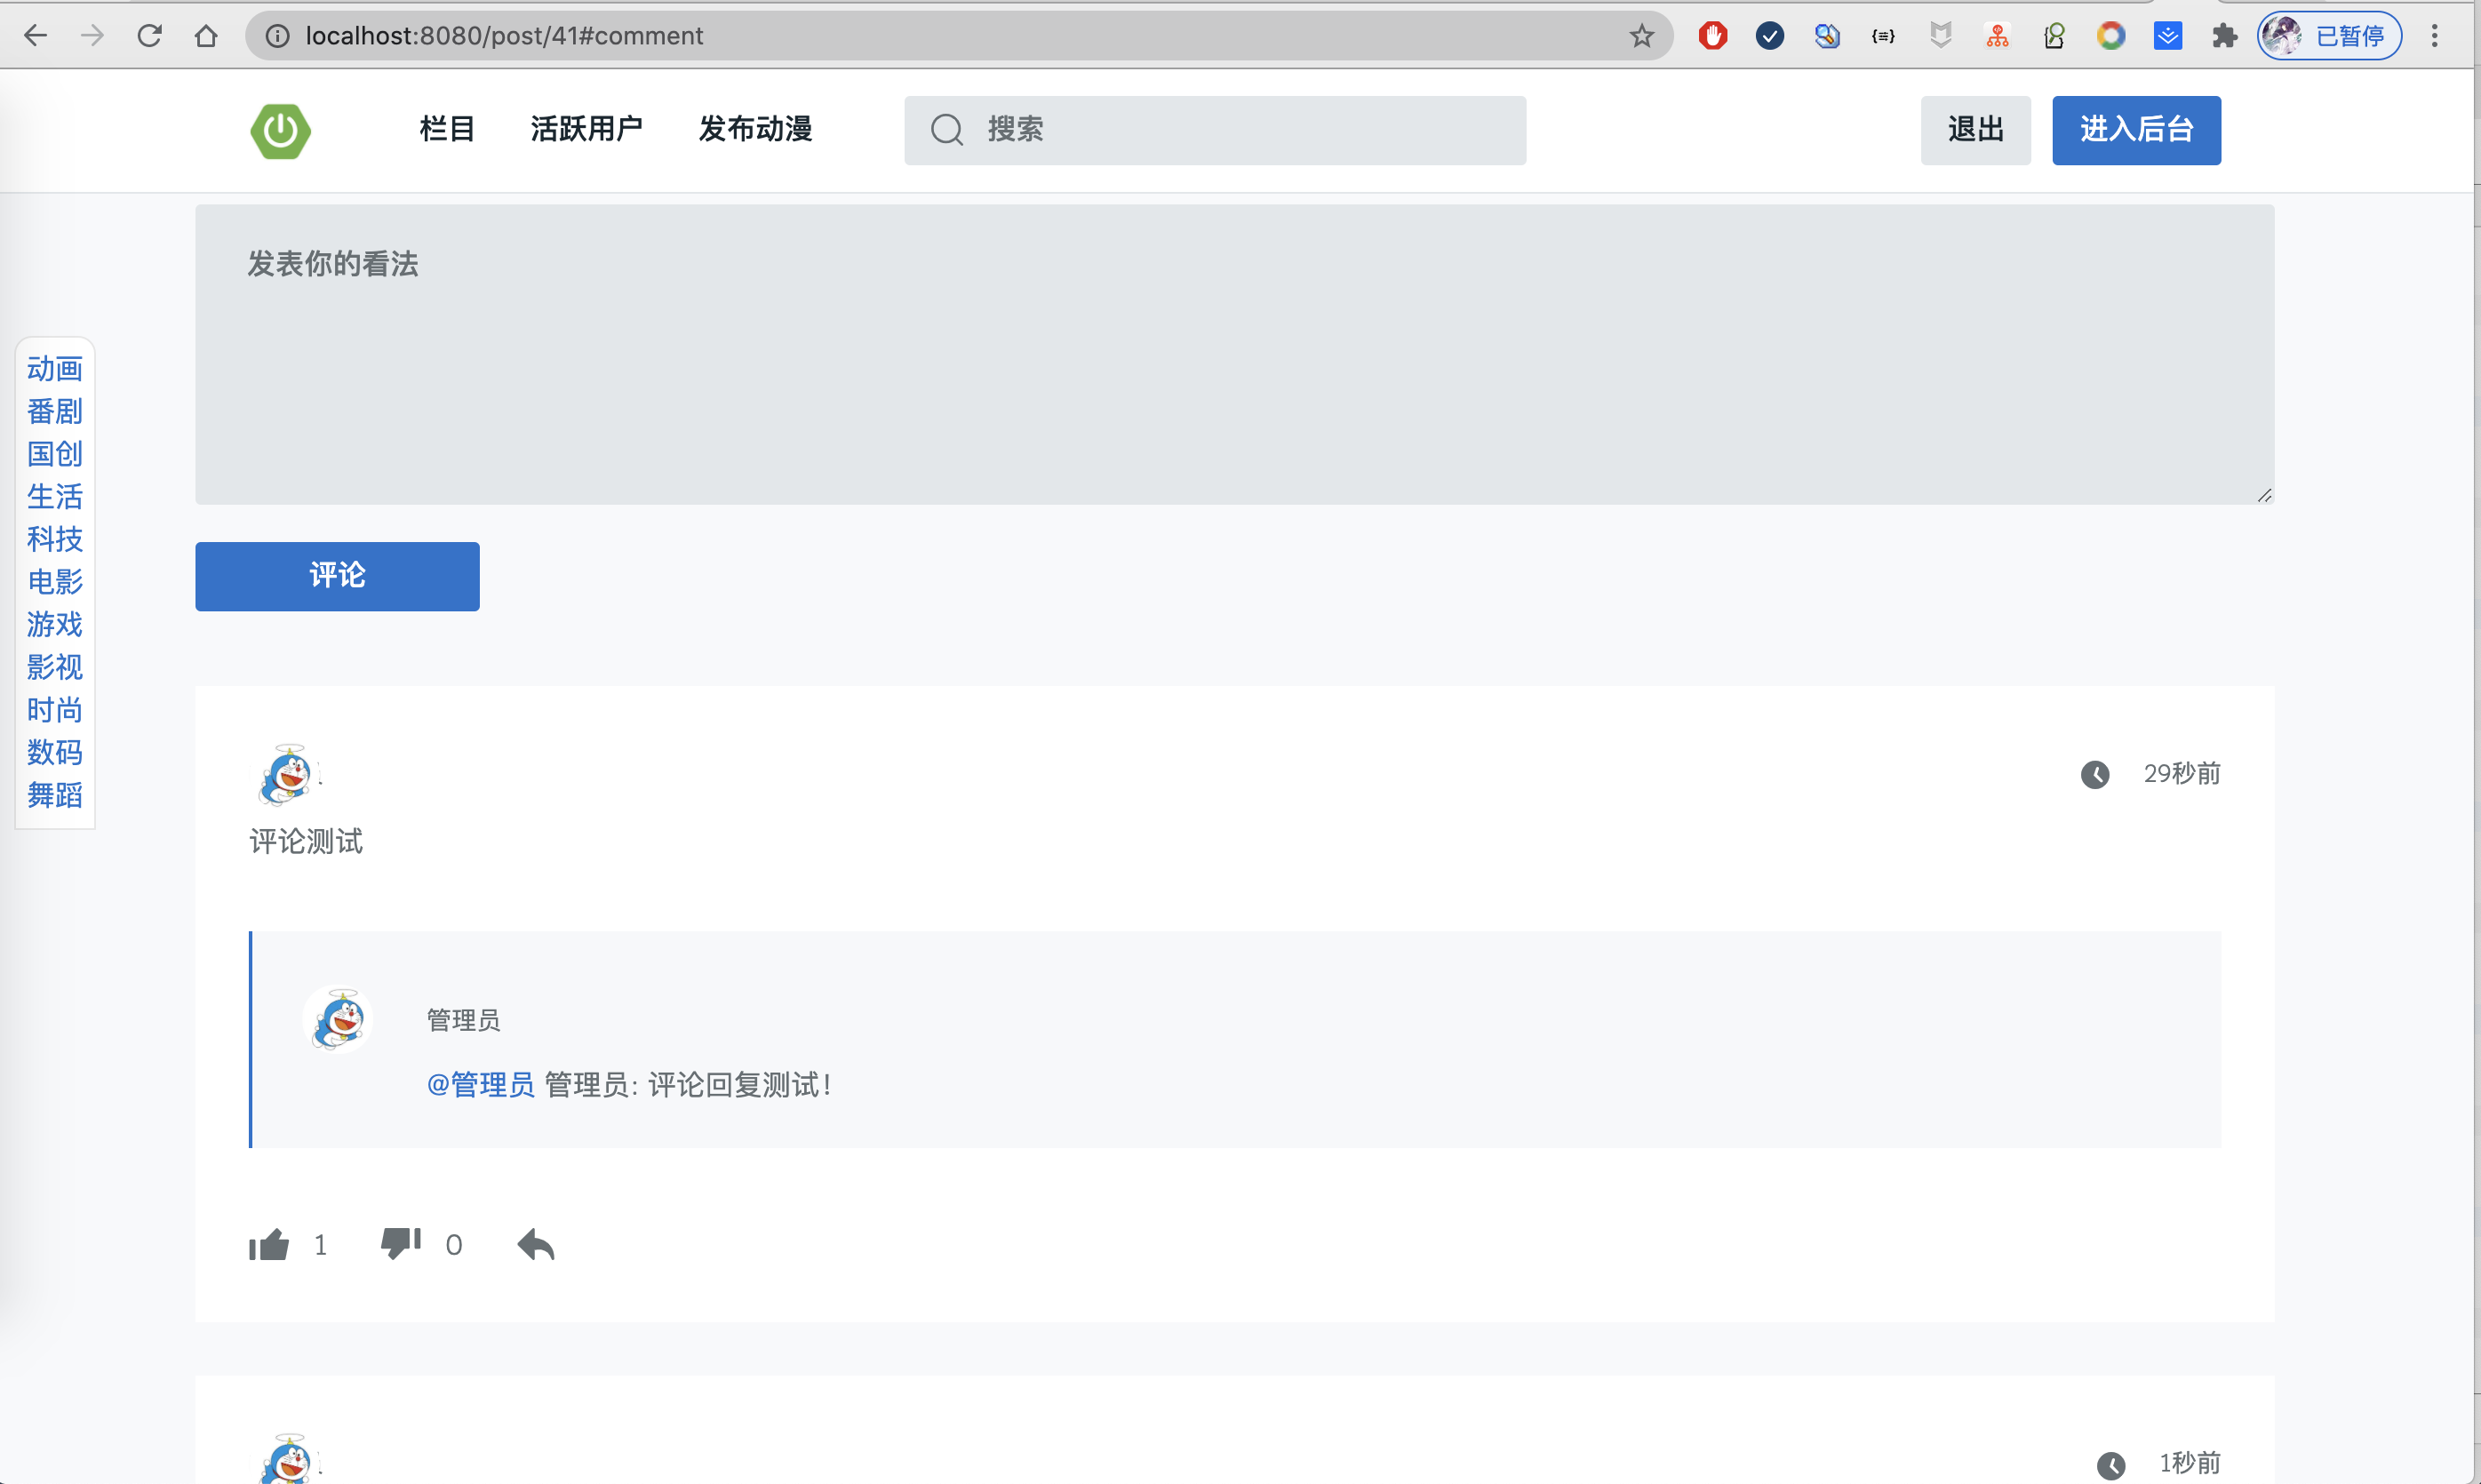 localhost:8080/post/41#comment
已暂停
栏目 活跃用户 发布动漫 搜索 退出 进入后台
发表你的看法
动画
番剧
国创
生活
科技
电影
游戏
影视
时尚
数码
舞蹈
评论
29秒前
评论测试
管理员
@管理员 管理员: 评论回复测试!
1 0
1秒前